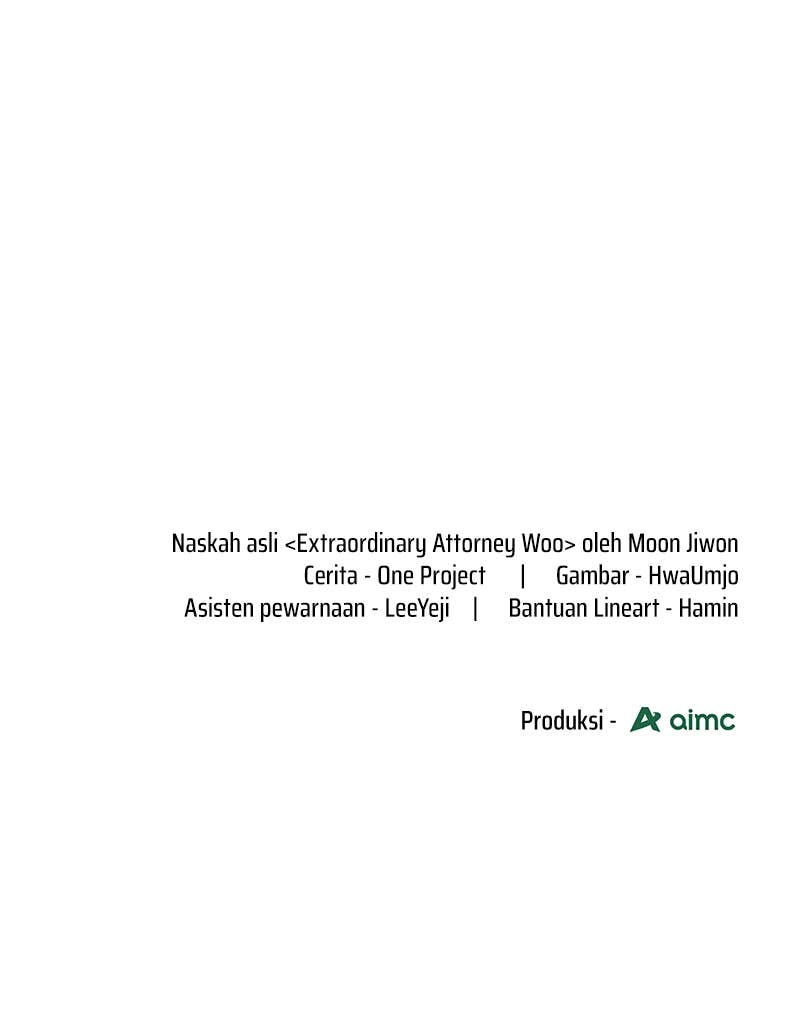 Naskah asli <Extraordinary Attorney Woo> oleh Moon Jiwon
Cerita - One Project | Gambar - HwaUmjo
Asisten pewarnaan - LeeYeji | Bantuan Lineart - Hamin
Produksi - aimc